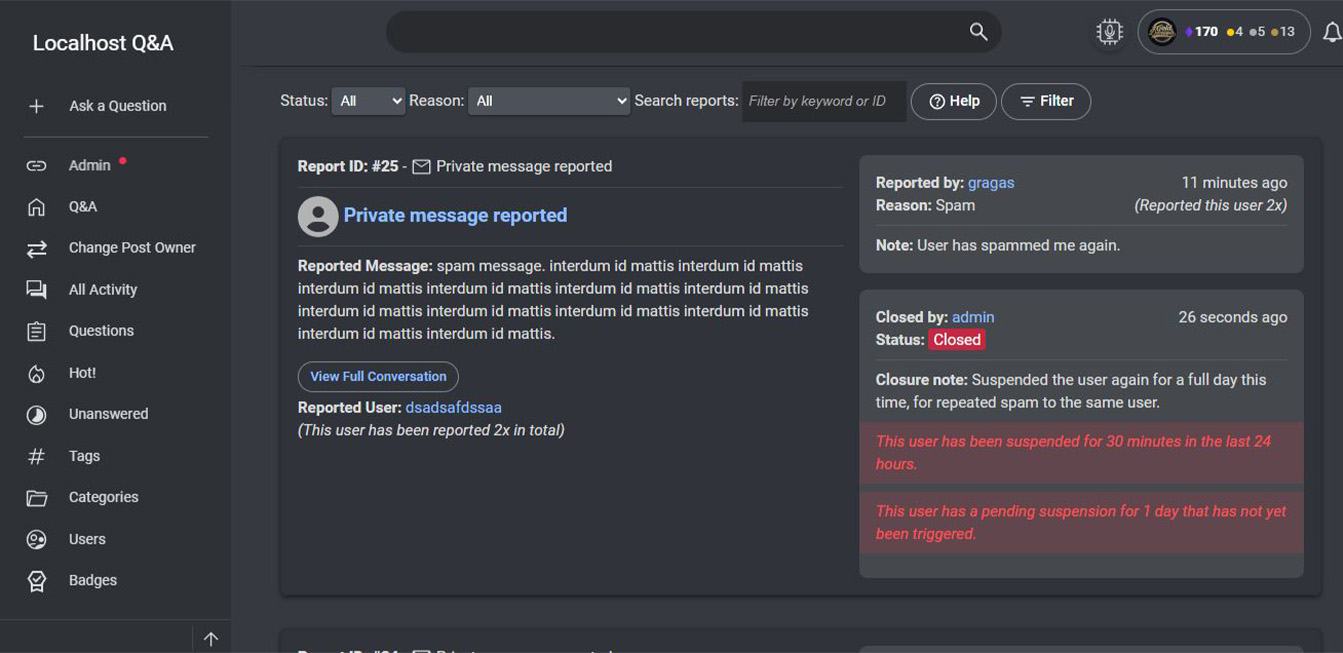 Localhost Q&A
170 4 5 13
Ask a Question
Admin
Q&A
Change Post Owner
All Activity
Questions
Hot!
Unanswered
Tags
Categories
Users
Badges
Status: All Reason: All Search reports: Filter by keyword or ID Help Filter
Report ID: #25 - Private message reported
Private message reported
Reported Message: spam message. interdum id mattis interdum id mattis
interdum id mattis interdum id mattis interdum id mattis interdum id mattis
interdum id mattis interdum id mattis interdum id mattis interdum id mattis
interdum id mattis interdum id mattis.
View Full Conversation
Reported User: dsadsafdssaa
(This user has been reported 2x in total)
Reported by: gragas 11 minutes ago
Reason: Spam (Reported this user 2x)
Note: User has spammed me again.
Closed by: admin 26 seconds ago
Status: Closed
Closure note: Suspended the user again for a full day this
time, for repeated spam to the same user.
This user has been suspended for 30 minutes in the last 24
hours.
This user has a pending suspension for 1 day that has not yet
been triggered.